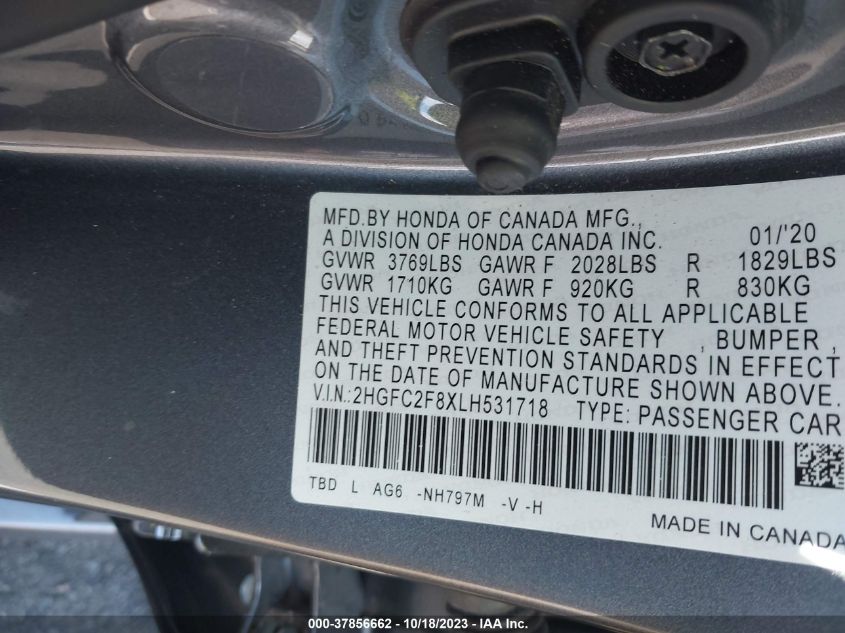 MFD.BY HONDA OF CANADA MFG.,
A DIVISION OF HONDA CANADA INC. 01/'20
GVWR 3769LBS GAWR F 2028LBS R 1829LBS
GVWR 1710KG GAWR F 920KG R 830KG
THIS VEHICLE CONFORMS TO ALL APPLICABLE
FEDERAL MOTOR VEHICLE SAFETY , BUMPER ,
AND THEFT PREVENTION STANDARDS IN EFFECT
ON THE DATE OF MANUFACTURE SHOWN ABOVE.
V.I.N.:2HGFC2F8XLH531718 TYPE: PASSENGER CAR
TBD L AG6 -NH797M -V -H
MADE IN CANADA
000-37856662 - 10/18/2023 - IAA Inc.